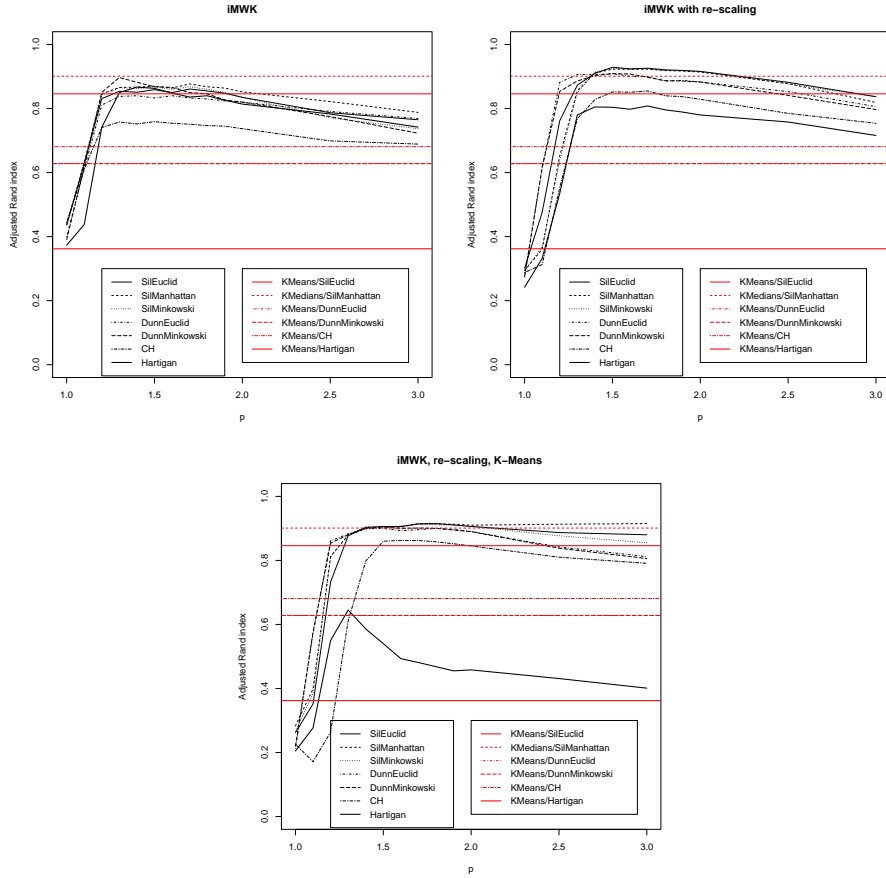 iMWK
Adjusted Rand index
1.0
0.8
0.6
0.4
0.2
0.0
SilEuclid
SilManhattan
SilMinkowski
DunnEuclid
DunnMinkowski
CH
Hartigan
KMeans/SilEuclid
KMedians/SilManhattan
KMeans/DunnEuclid
KMeans/DunnMinkowski
KMeans/CH
KMeans/Hartigan
1.0 1.5 2.0 2.5 3.0
p
iMWK with re−scaling
Adjusted Rand index
1.0
0.8
0.6
0.4
0.2
0.0
SilEuclid
SilManhattan
SilMinkowski
DunnEuclid
DunnMinkowski
CH
Hartigan
KMeans/SilEuclid
KMedians/SilManhattan
KMeans/DunnEuclid
KMeans/DunnMinkowski
KMeans/CH
KMeans/Hartigan
1.0 1.5 2.0 2.5 3.0
p
iMWK, re−scaling, K−Means
Adjusted Rand index
1.0
0.8
0.6
0.4
0.2
0.0
SilEuclid
SilManhattan
SilMinkowski
DunnEuclid
DunnMinkowski
CH
Hartigan
KMeans/SilEuclid
KMedians/SilManhattan
KMeans/DunnEuclid
KMeans/DunnMinkowski
KMeans/CH
KMeans/Hartigan
1.0 1.5 2.0 2.5 3.0
p